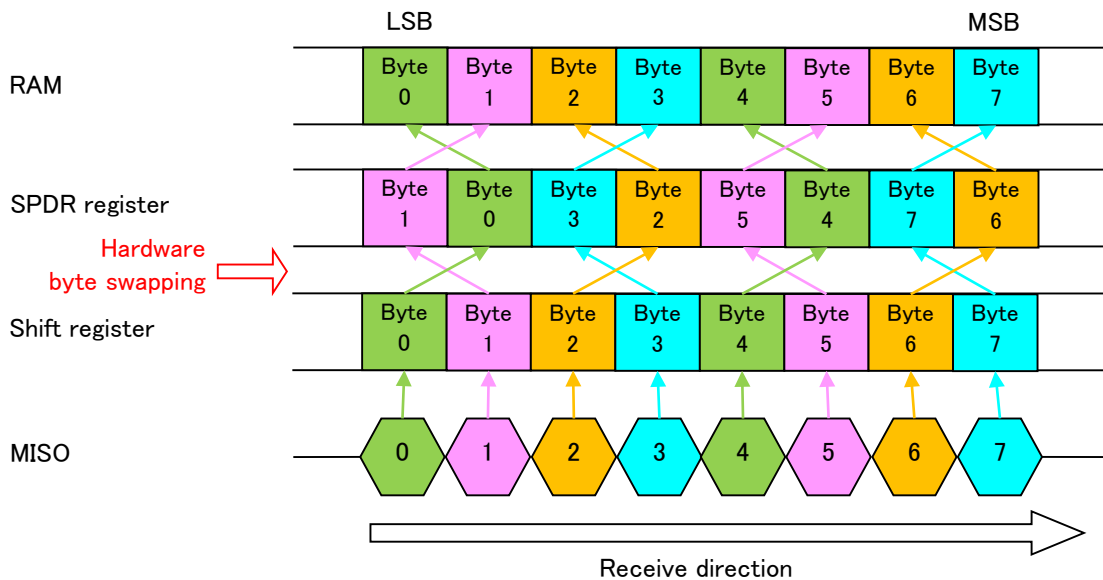 LSB MSB
RAM
Byte Byte Byte Byte Byte Byte Byte Byte
0 1 2 3 4 5 6 7
SPDR register
Byte Byte Byte Byte Byte Byte Byte Byte
1 0 3 2 5 4 7 6
Hardware
byte swapping
Shift register
Byte Byte Byte Byte Byte Byte Byte Byte
0 1 2 3 4 5 6 7
MISO
0 1 2 3 4 5 6 7
Receive direction